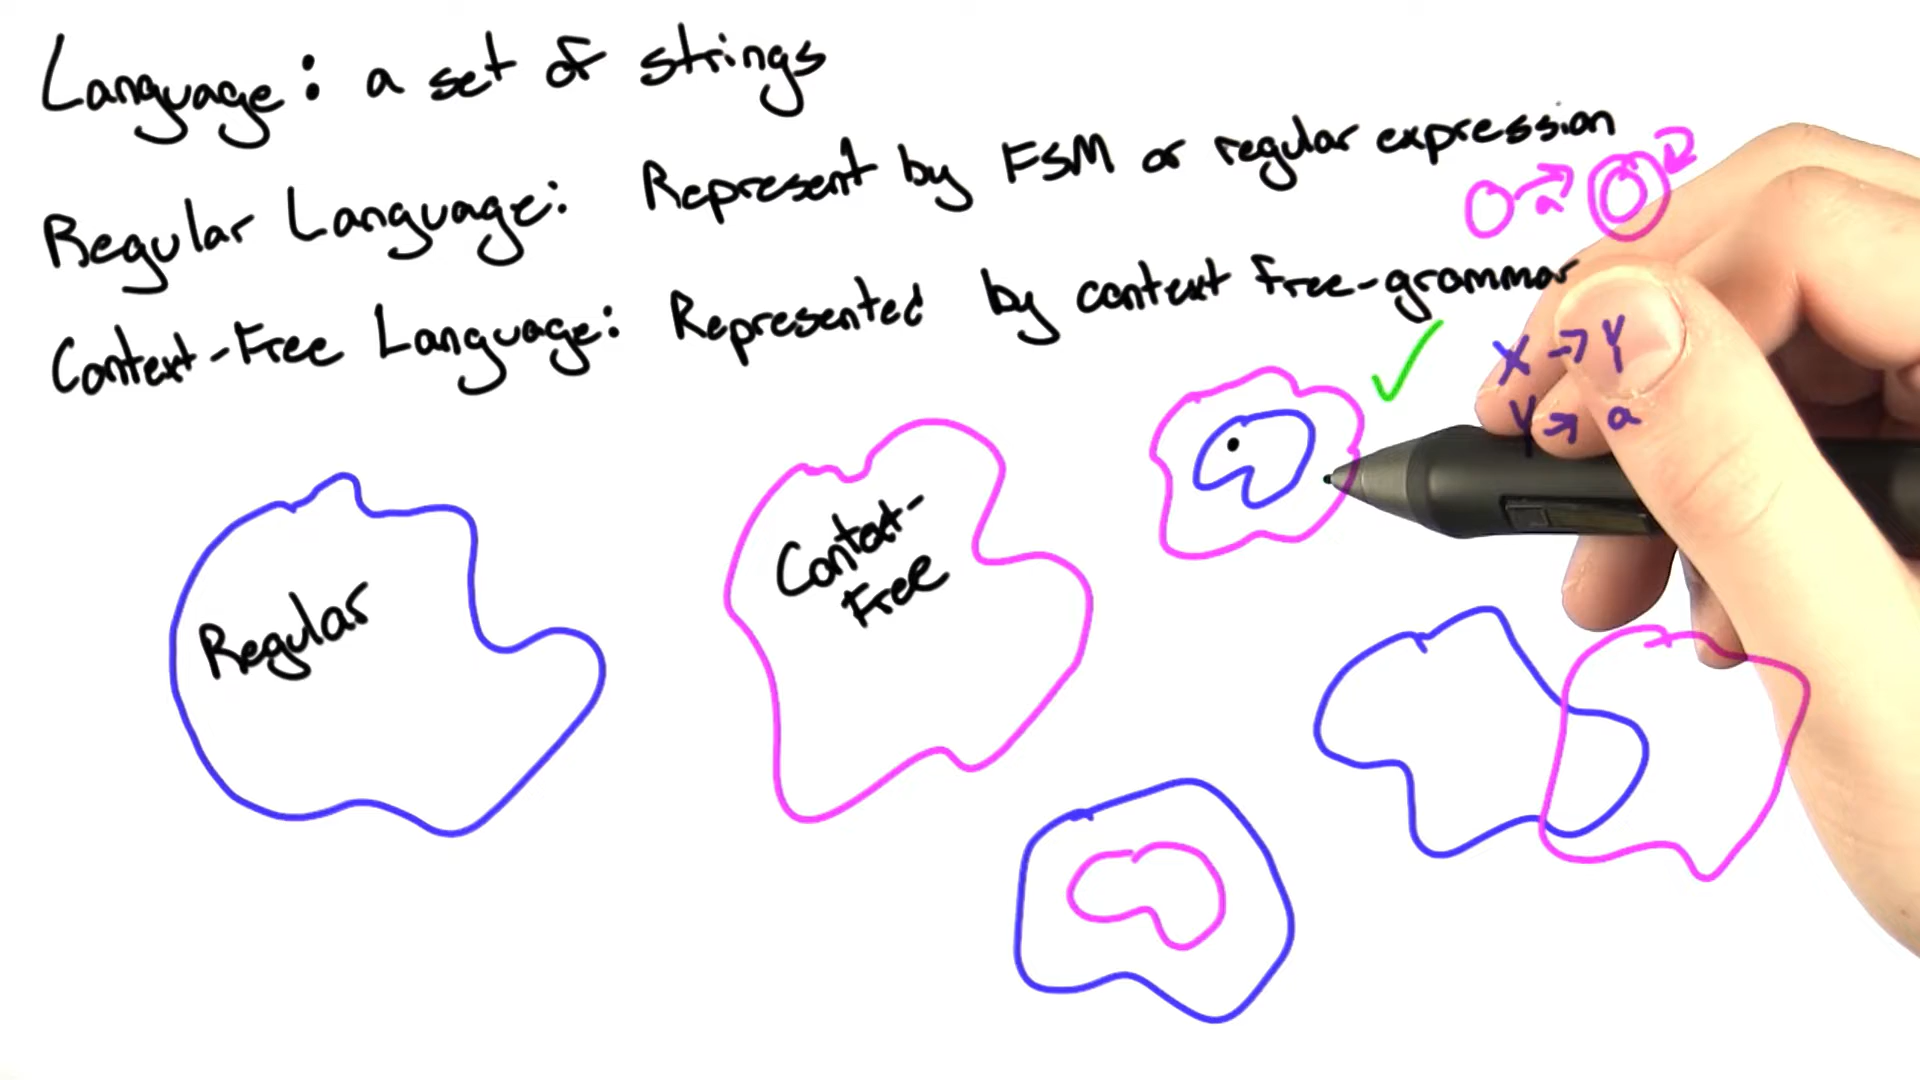 Language: a set of strings
Regular Language: Represent by FSM or regular expression
a
Context-Free Language: Represented by context free-grammar
X → Y
Y → a
Regular
Context-
Free